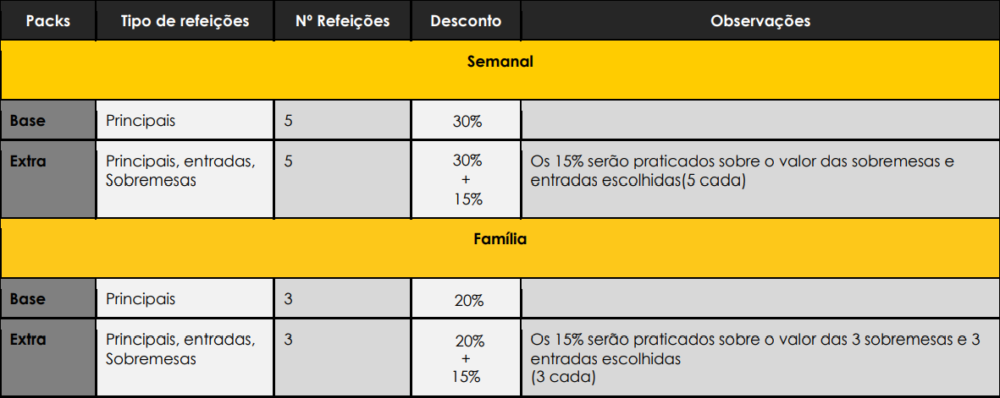 Packs Tipo de refeições Nº Refeições Desconto Observações
Semanal
Base Principais 5 30%
Extra Principais, entradas, Sobremesas 5 30% + 15% Os 15% serão praticados sobre o valor das sobremesas e entradas escolhidas(5 cada)
Família
Base Principais 3 20%
Extra Principais, entradas, Sobremesas 3 20% + 15% Os 15% serão praticados sobre o valor das 3 sobremesas e 3 entradas escolhidas (3 cada)